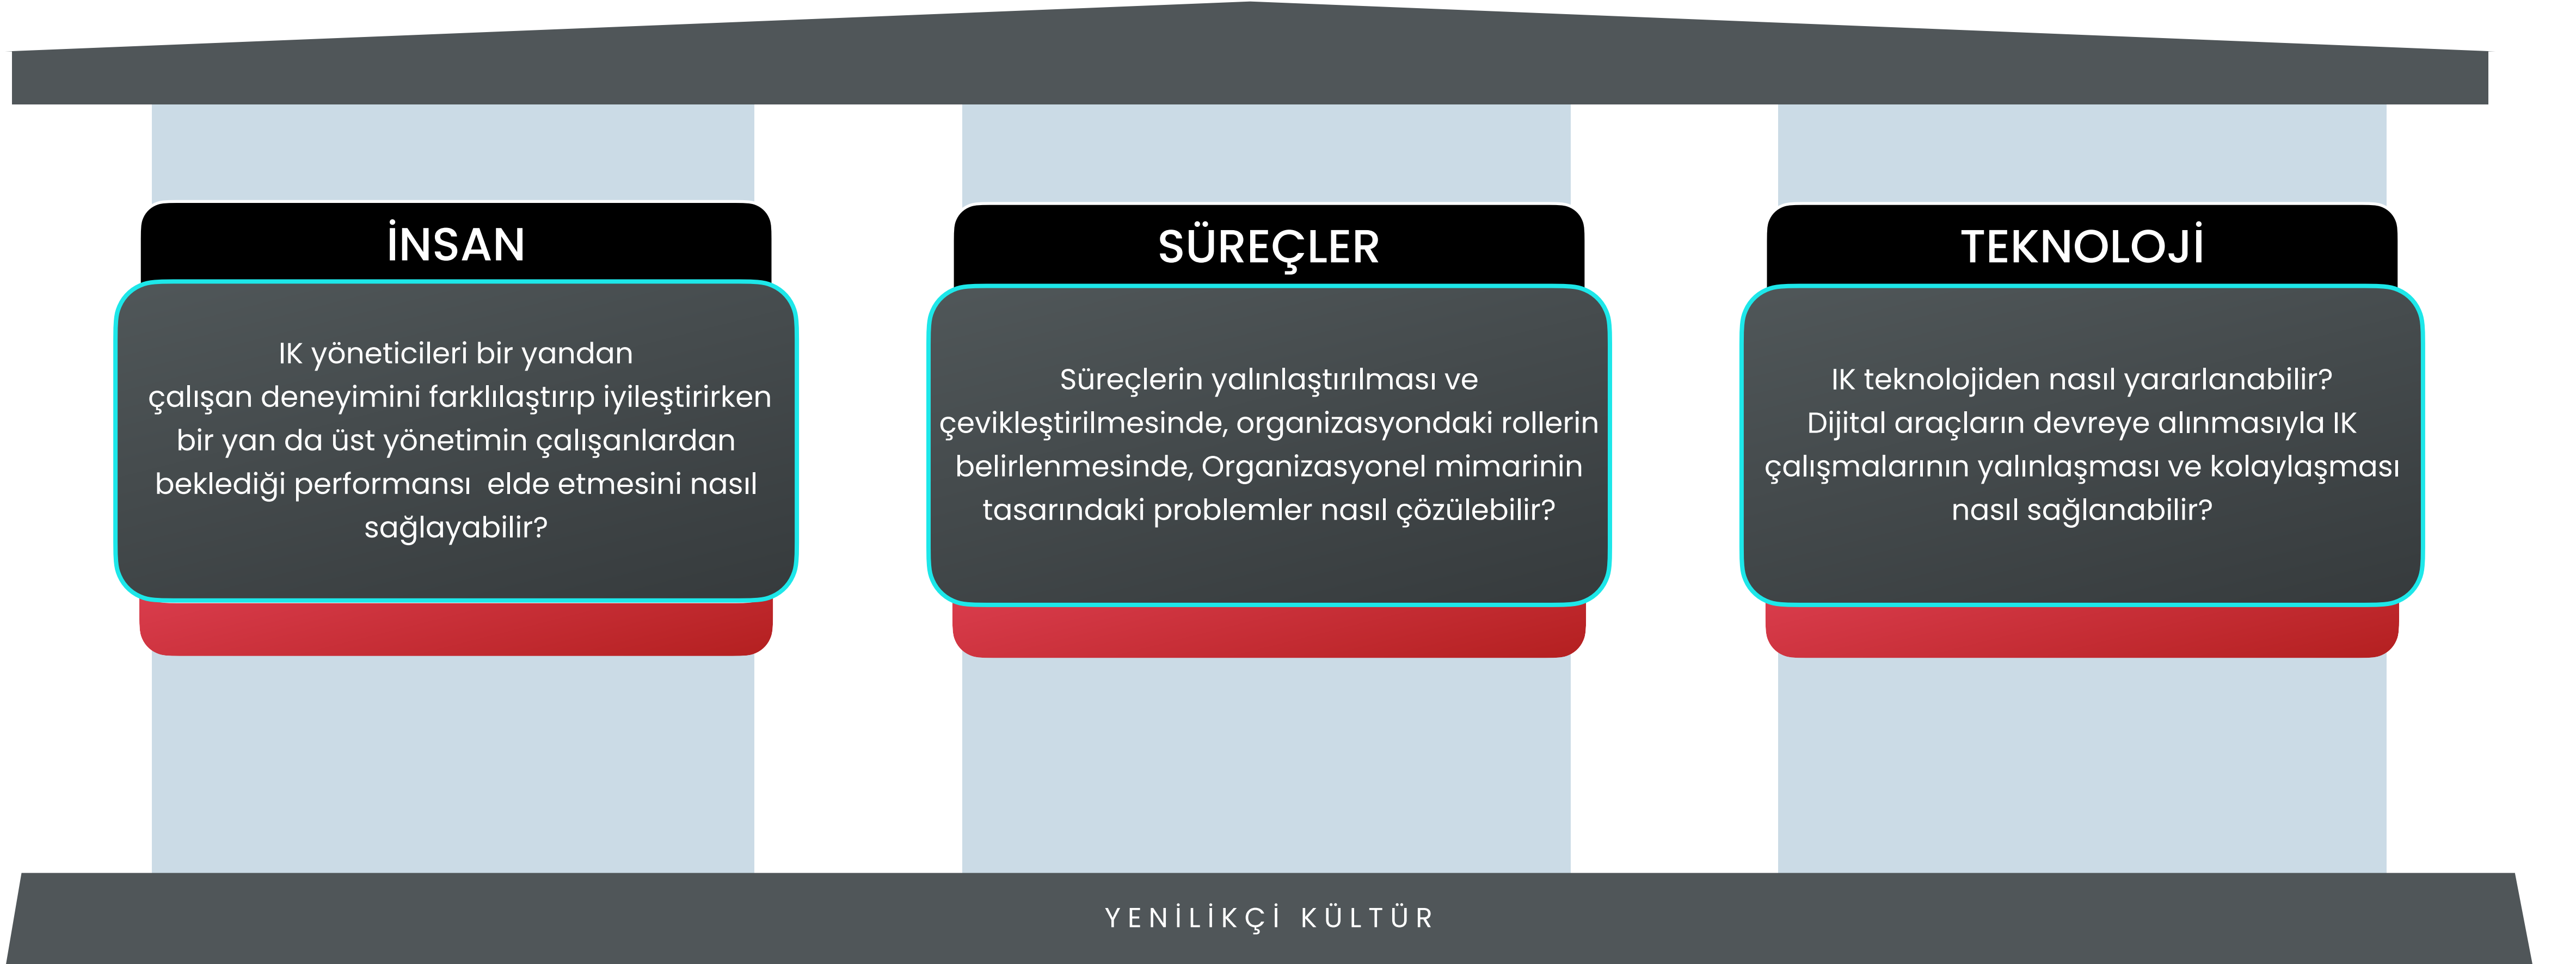 İNSAN
IK yöneticileri bir yandan
çalışan deneyimini farklılaştırıp iyileştirirken
bir yan da üst yönetimin çalışanlardan
beklediği performansı  elde etmesini nasıl
sağlayabilir?
SÜREÇLER
Süreçlerin yalınlaştırılması ve
çevikleştirilmesinde, organizasyondaki rollerin
belirlenmesinde, Organizasyonel mimarinin
tasarındaki problemler nasıl çözülebilir?
TEKNOLOJİ
IK teknolojiden nasıl yararlanabilir?
Dijital araçların devreye alınmasıyla IK
çalışmalarının yalınlaşması ve kolaylaşması
nasıl sağlanabilir?
YENİLİKÇİ KÜLTÜR